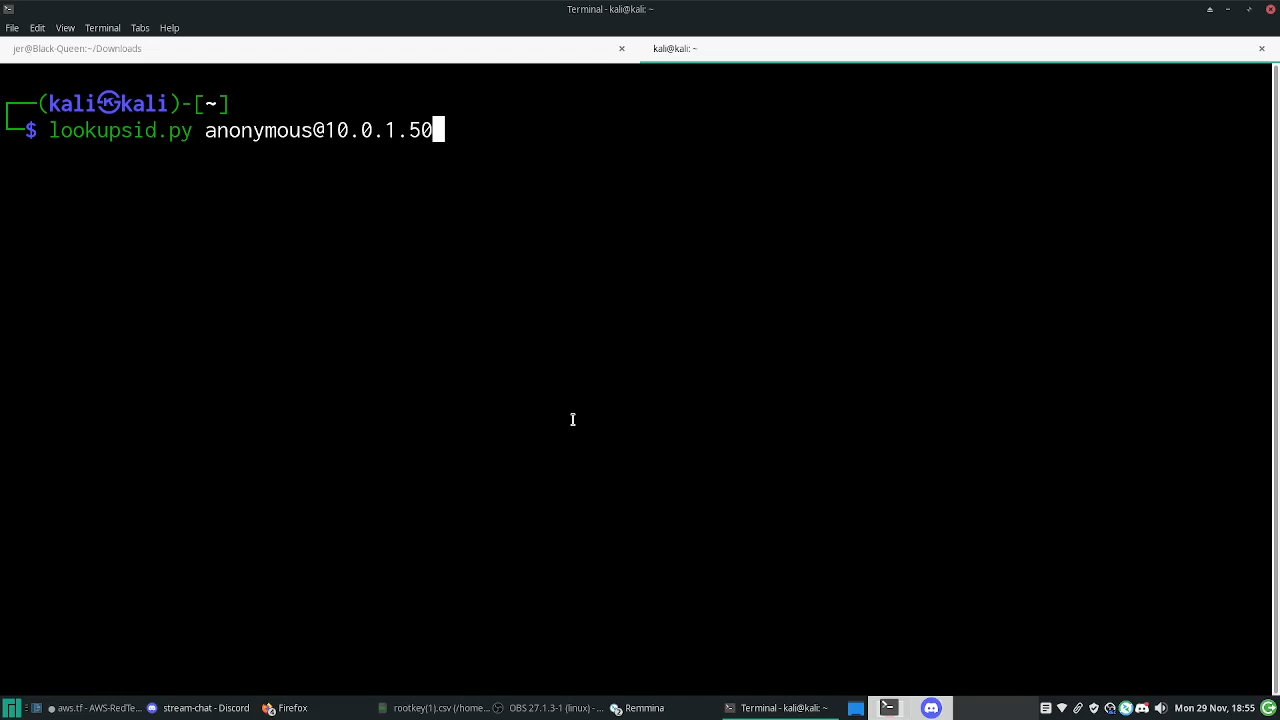 Terminal - kali@kali: ~
File Edit View Terminal Tabs Help
jer@Black-Queen:~/Downloads
kali@kali: ~
(kali㉿kali)-[~]
$ lookupsid.py anonymous@10.0.1.50
aws.tf - AWS-RedTe... stream-chat - Discord Firefox rootkey(1).csv (/home... OBS 27.1.3-1 (linux) - ... Remmina Terminal - kali@kali: ~ Mon 29 Nov, 18:55